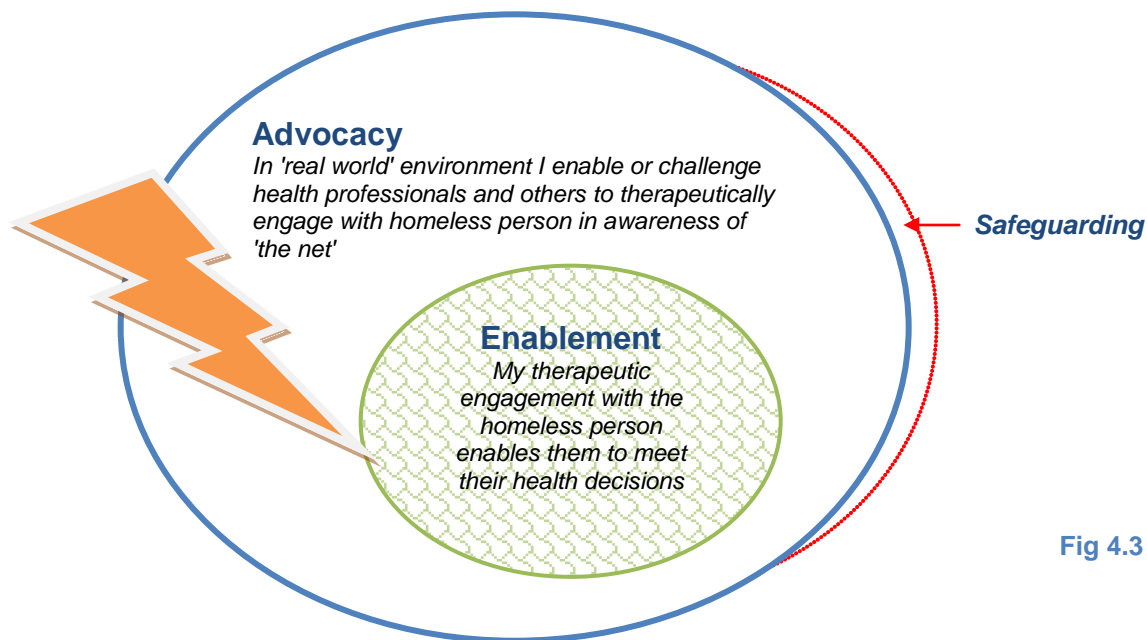 Advocacy
In 'real world' environment I enable or challenge
health professionals and others to therapeutically
engage with homeless person in awareness of
'the net'
Safeguarding
Enablement
My therapeutic
engagement with the
homeless person
enables them to meet
their health decisions
Fig 4.3